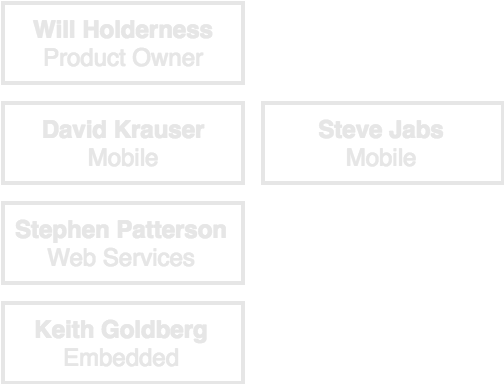 Will Holderness
Product Owner
David Krauser
Mobile
Steve Jabs
Mobile
Stephen Patterson
Web Services
Keith Goldberg
Embedded